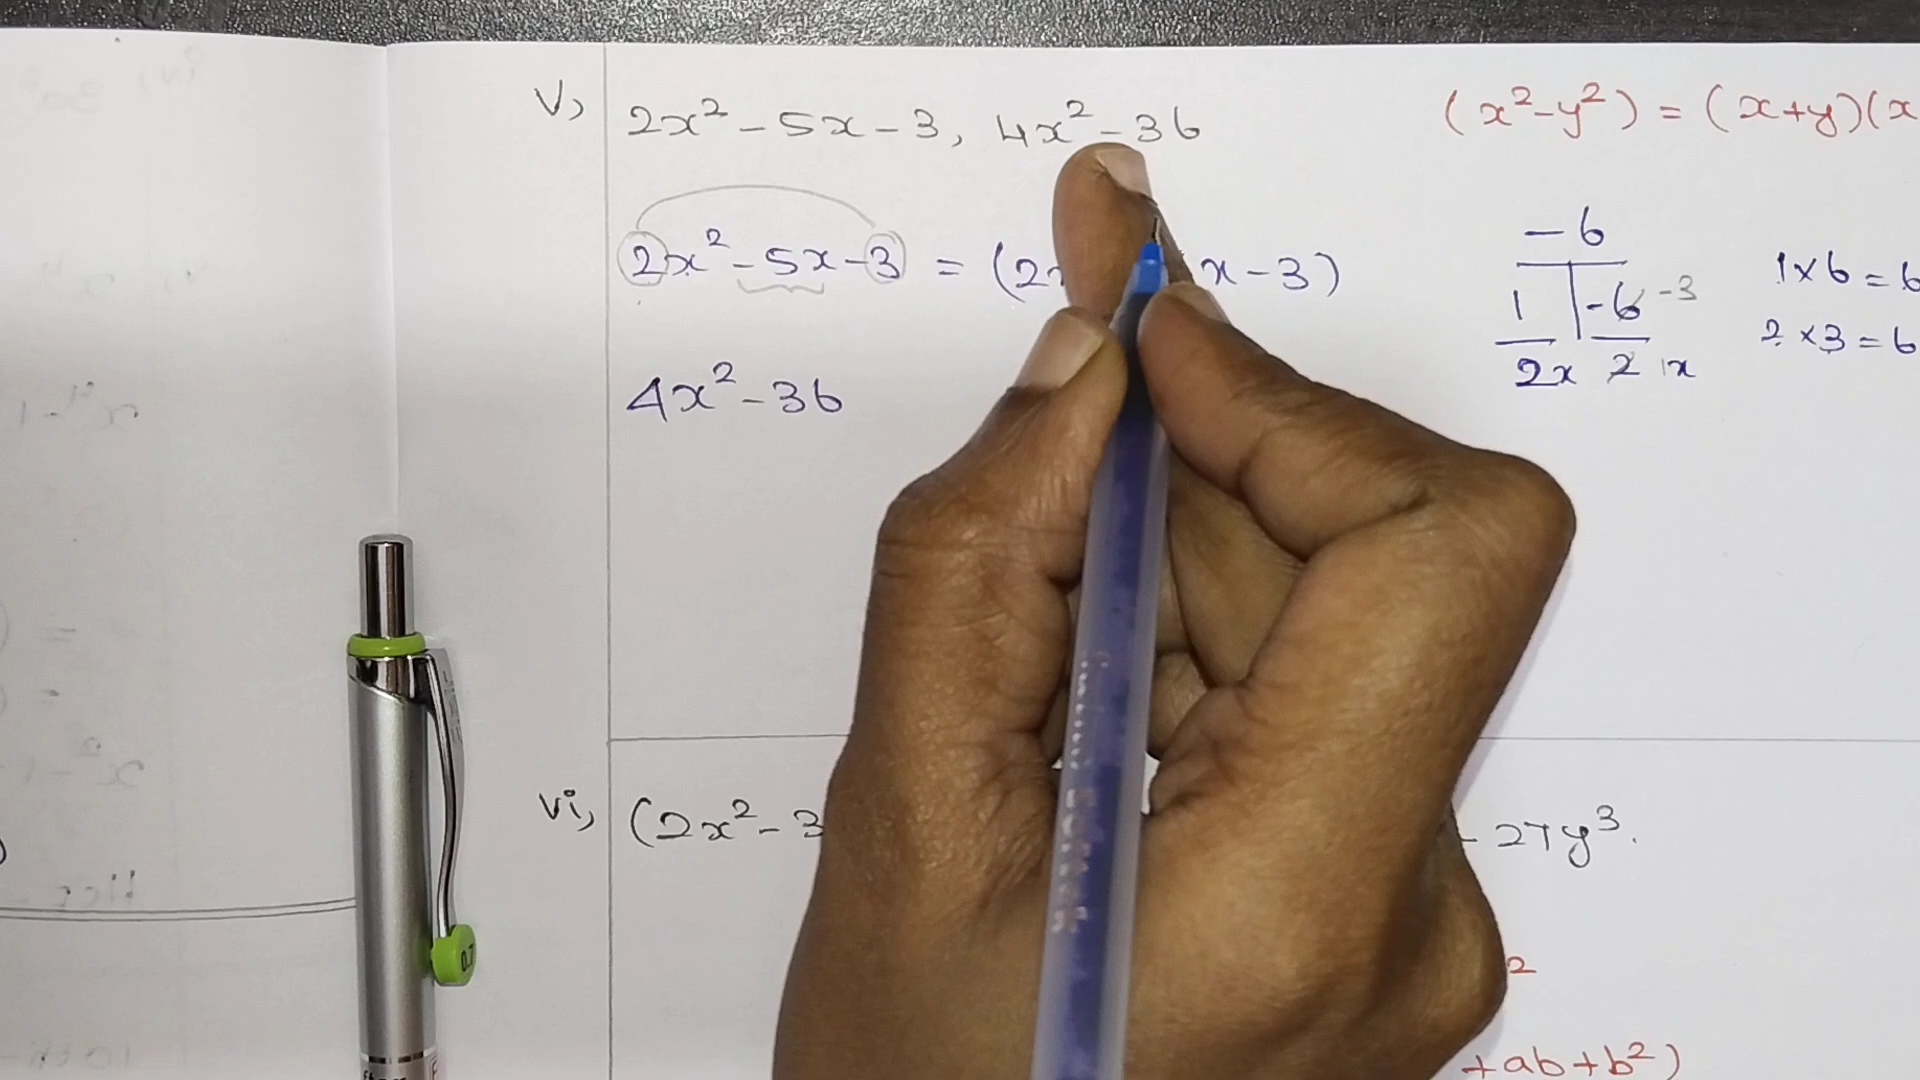 v) 2x² - 5x - 3, 4x² - 36
(x² - y²) = (x+y)(x
2x² - 5x - 3 = (2x x - 3)
-6
1 -6 -3
2x 2 1x
1 x 6 = 6
2 x 3 = 6
4x² - 36
vi) (2x² - 3 - 27y³.
2
+ab+b²)